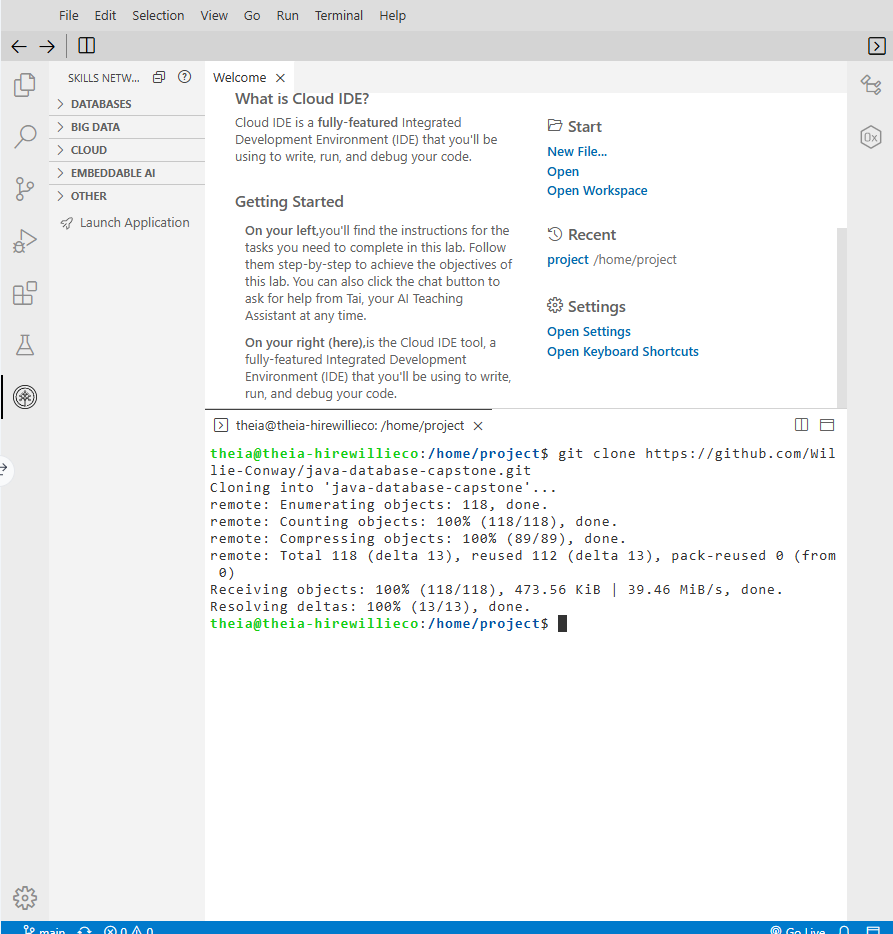 File Edit Selection View Go Run Terminal Help
SKILLS NETW...
DATABASES
BIG DATA
CLOUD
EMBEDDABLE AI
OTHER
Launch Application
Welcome
What is Cloud IDE?
Cloud IDE is a fully-featured Integrated
Development Environment (IDE) that you'll be
using to write, run, and debug your code.
Getting Started
On your left,you'll find the instructions for the
tasks you need to complete in this lab. Follow
them step-by-step to achieve the objectives of
this lab. You can also click the chat button to
ask for help from Tai, your AI Teaching
Assistant at any time.
On your right (here),is the Cloud IDE tool, a
fully-featured Integrated Development
Environment (IDE) that you'll be using to write,
run, and debug your code.
Start
New File...
Open
Open Workspace
Recent
project /home/project
Settings
Open Settings
Open Keyboard Shortcuts
0x
theia@theia-hirewillieco: /home/project
theia@theia-hirewillieco:/home/project$ git clone https://github.com/Wil
lie-Conway/java-database-capstone.git
Cloning into 'java-database-capstone'...
remote: Enumerating objects: 118, done.
remote: Counting objects: 100% (118/118), done.
remote: Compressing objects: 100% (89/89), done.
remote: Total 118 (delta 13), reused 112 (delta 13), pack-reused 0 (from
0)
Receiving objects: 100% (118/118), 473.56 KiB | 39.46 MiB/s, done.
Resolving deltas: 100% (13/13), done.
theia@theia-hirewillieco:/home/project$
main 0 0 Go Live